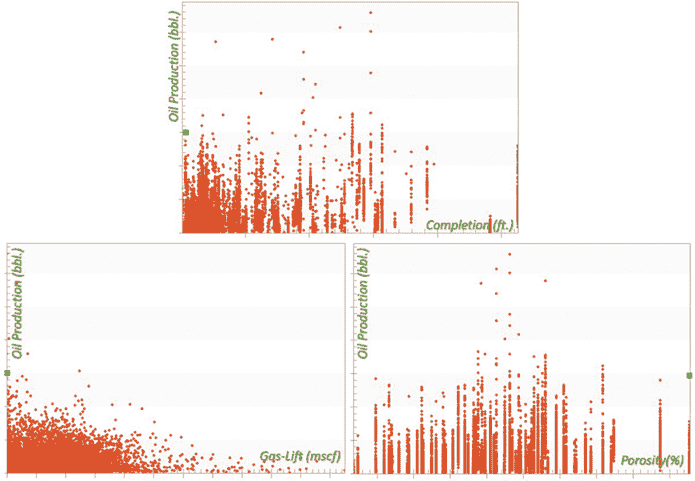 Oil Production (bbl.)
Completion (ft.)
Oil Production (bbl.)
Gas-Lift (mscf)
Oil Production (bbl.)
Porosity(%)